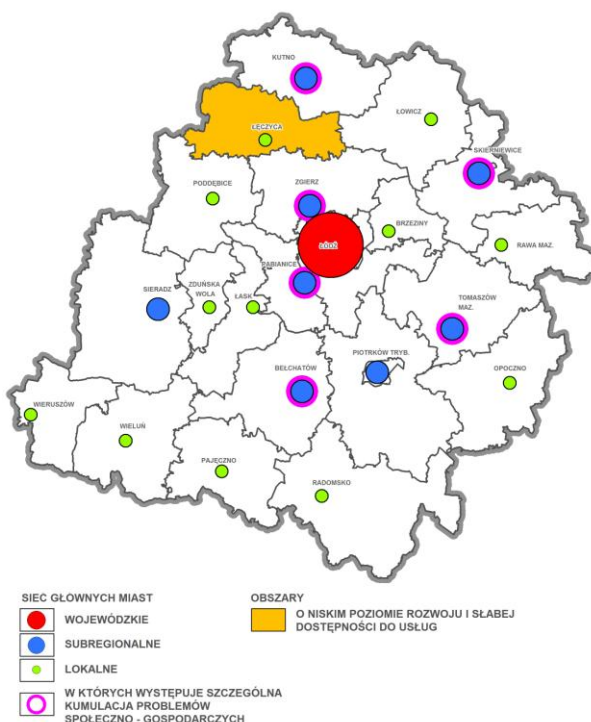 KUTNO
ŁOWICZ
ŁĘCZYCA
SKIERNIEWICE
PODDĘBICE
ZGIERZ
BRZEZINY
ŁÓDŹ
RAWA MAZ.
PABIANICE
SIERADZ
ZDUŃSKA
WOLA
ŁASK
TOMASZÓW
MAZ.
PIOTRKÓW TRYB.
BEŁCHATÓW
OPOCZNO
WIERUSZÓW
WIELUŃ
PAJĘCZNO
RADOMSKO
SIEĆ GŁOWNYCH MIAST
WOJEWÓDZKIE
SUBREGIONALNE
LOKALNE
W KTÓRYCH WYSTĘPUJE SZCZEGÓLNA
KUMULACJA PROBLEMÓW
SPOŁECZNO - GOSPODARCZYCH
OBSZARY
O NISKIM POZIOMIE ROZWOJU I SŁABEJ
DOSTĘPNOŚCI DO USŁUG